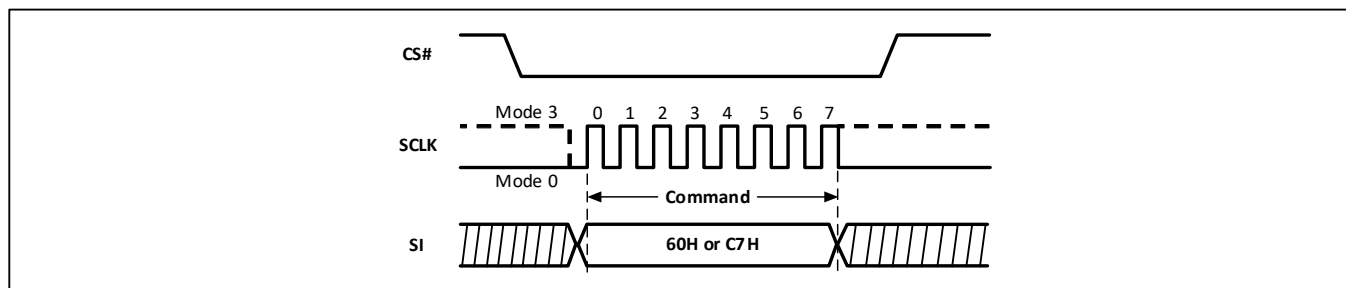 CS#
Mode 3
0 1 2 3 4 5 6 7
SCLK
Mode 0
Command
SI
60H or C7H